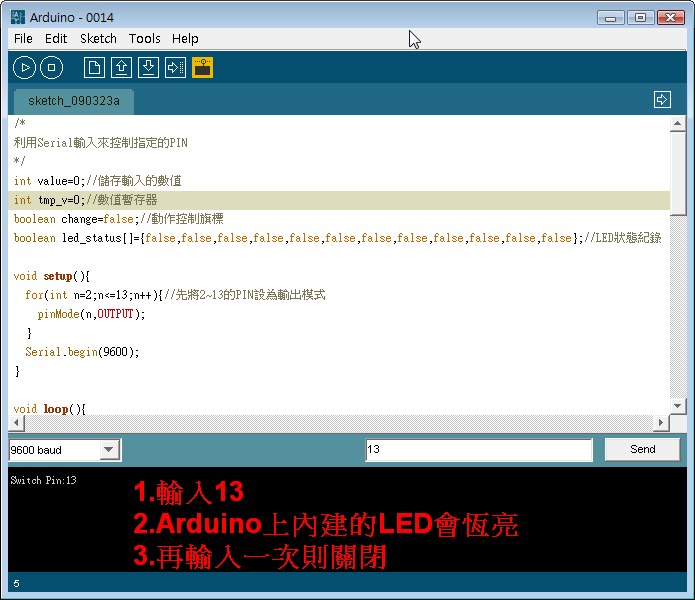 Arduino - 0014
File Edit Sketch Tools Help
sketch_090323a
/*
利用Serial輸入來控制指定的PIN
*/
int value=0;//儲存輸入的數值
int tmp_v=0;//數值暫存器
boolean change=false;//動作控制旗標
boolean led_status[]={false,false,false,false,false,false,false,false,false,false,false,false};//LED狀態紀錄
void setup(){
for(int n=2;n<=13;n++){//先將2~13的PIN設為輸出模式
pinMode(n,OUTPUT);
}
Serial.begin(9600);
}
void loop(){
9600 baud 13 Send
Switch Pin:13
1.輸入13
2.Arduino上內建的LED會恆亮
3.再輸入一次則關閉
5